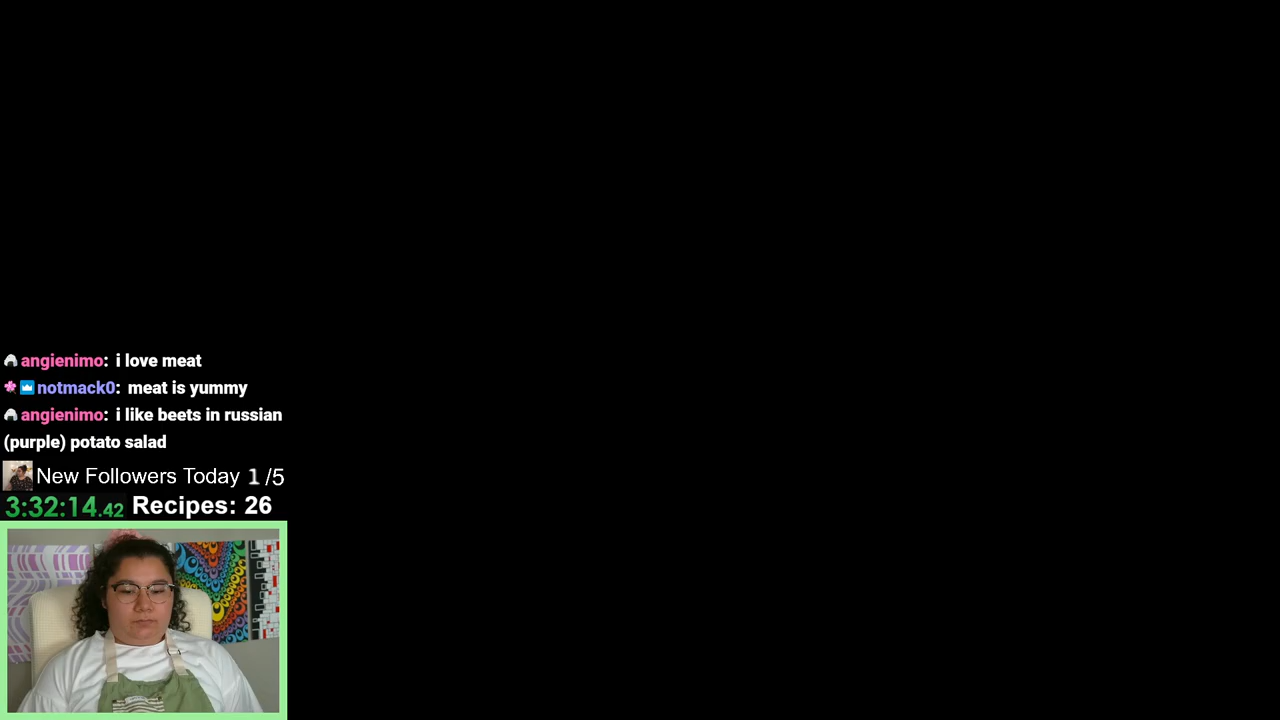 angienimo: i love meat
notmack0: meat is yummy
angienimo: i like beets in russian
(purple) potato salad
New Followers Today 1 /5
3:32:14.42 Recipes: 26